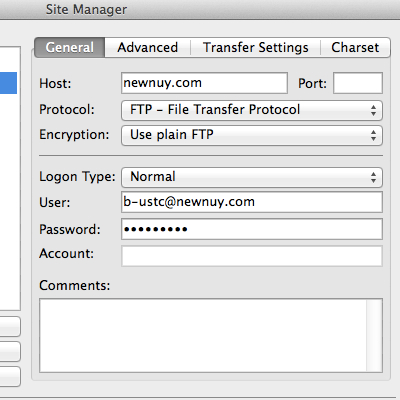 Site Manager
General Advanced Transfer Settings Charset
Host: newnuy.com Port:
Protocol: FTP - File Transfer Protocol
Encryption: Use plain FTP
Logon Type: Normal
User: b-ustc@newnuy.com
Password: •••••••••
Account:
Comments: